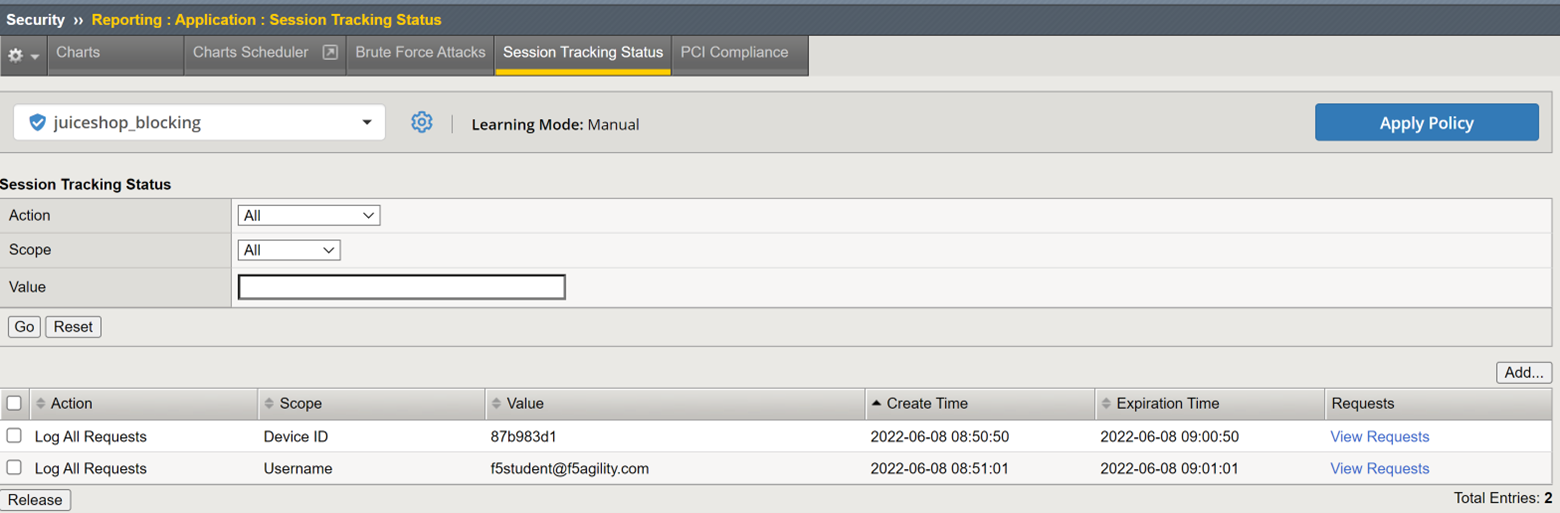 Security ›› Reporting : Application : Session Tracking Status
Charts Charts Scheduler Brute Force Attacks Session Tracking Status PCI Compliance
juiceshop_blocking Learning Mode: Manual Apply Policy
Session Tracking Status
Action All
Scope All
Value
Go Reset
Add...
Action Scope Value Create Time Expiration Time Requests
Log All Requests Device ID 87b983d1 2022-06-08 08:50:50 2022-06-08 09:00:50 View Requests
Log All Requests Username f5student@f5agility.com 2022-06-08 08:51:01 2022-06-08 09:01:01 View Requests
Release Total Entries: 2